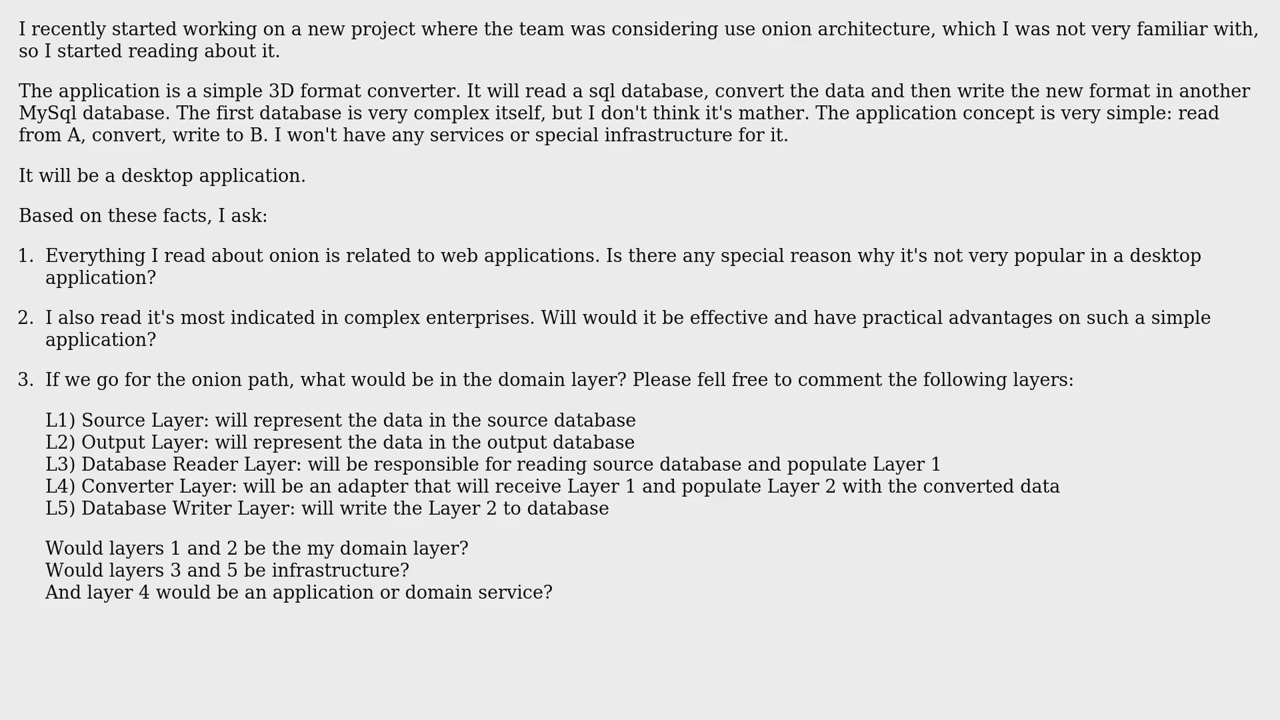 I recently started working on a new project where the team was considering use onion architecture, which I was not very familiar with,
so I started reading about it.
The application is a simple 3D format converter. It will read a sql database, convert the data and then write the new format in another
MySql database. The first database is very complex itself, but I don't think it's mather. The application concept is very simple: read
from A, convert, write to B. I won't have any services or special infrastructure for it.
It will be a desktop application.
Based on these facts, I ask:
1. Everything I read about onion is related to web applications. Is there any special reason why it's not very popular in a desktop
application?
2. I also read it's most indicated in complex enterprises. Will would it be effective and have practical advantages on such a simple
application?
3. If we go for the onion path, what would be in the domain layer? Please fell free to comment the following layers:
L1) Source Layer: will represent the data in the source database
L2) Output Layer: will represent the data in the output database
L3) Database Reader Layer: will be responsible for reading source database and populate Layer 1
L4) Converter Layer: will be an adapter that will receive Layer 1 and populate Layer 2 with the converted data
L5) Database Writer Layer: will write the Layer 2 to database
Would layers 1 and 2 be the my domain layer?
Would layers 3 and 5 be infrastructure?
And layer 4 would be an application or domain service?